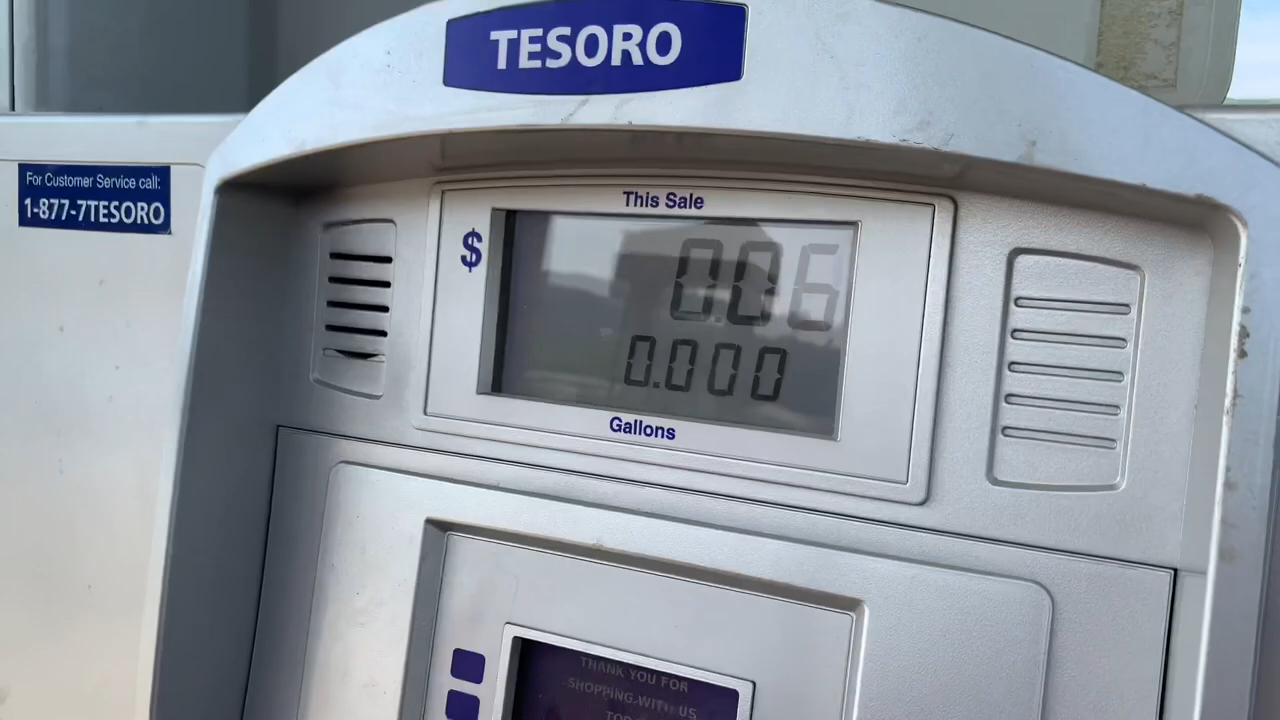 TESORO
For Customer Service call:
1-877-7TESORO
This Sale
$
0.06
0.000
Gallons
THANK YOU FOR
SHOPPING WITH US